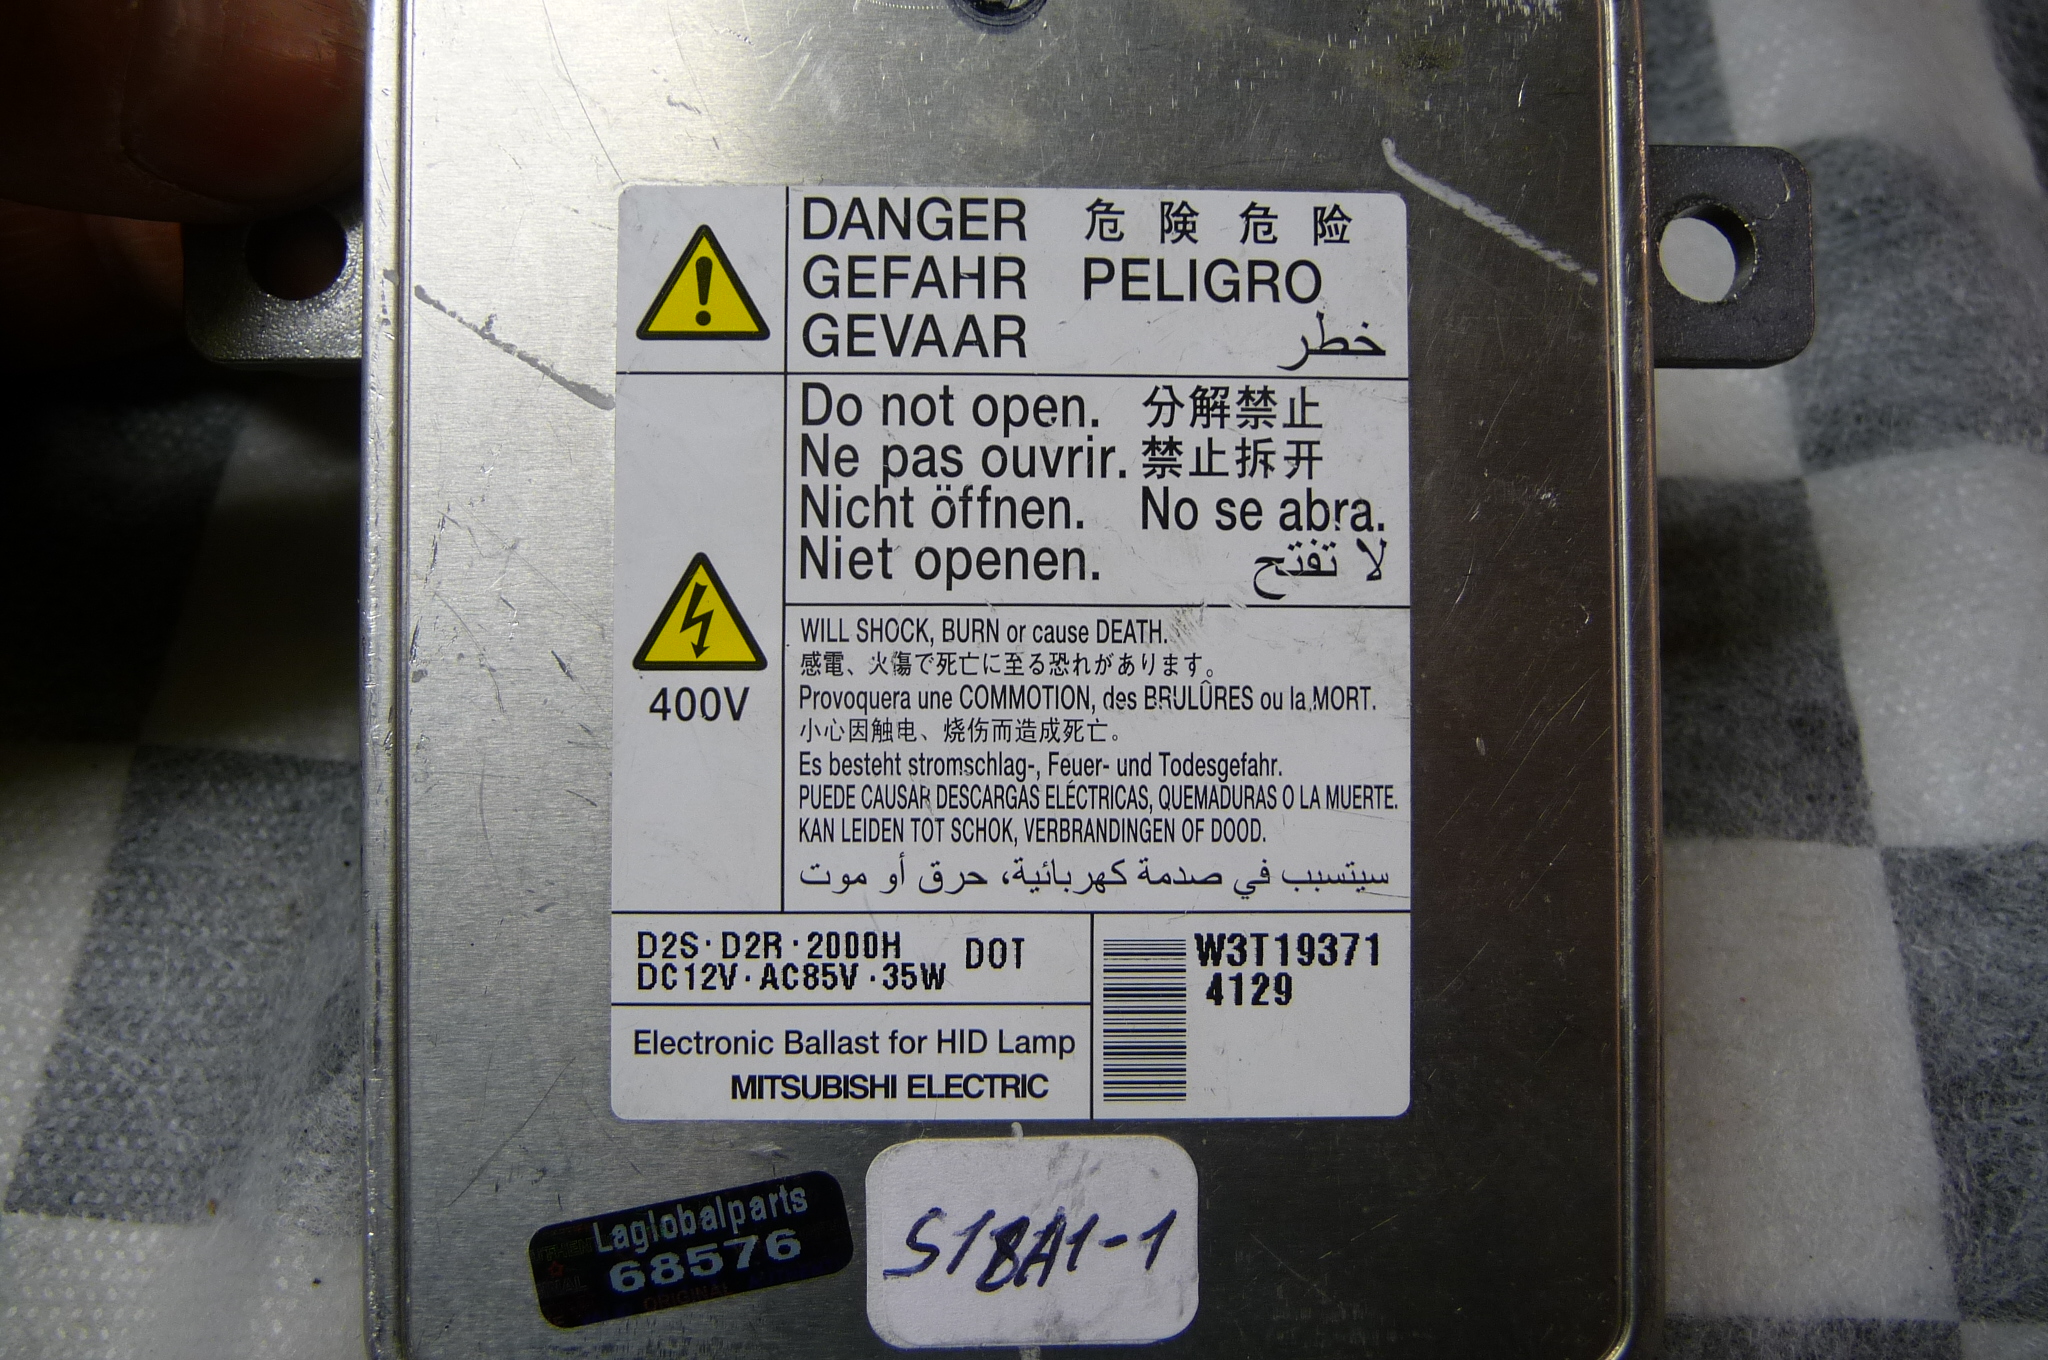 DANGER 危険 危险
GEFAHR PELIGRO
GEVAAR خطر
Do not open. 分解禁止
Ne pas ouvrir. 禁止拆开
Nicht öffnen. No se abra.
Niet openen. لا تفتح
400V
WILL SHOCK, BURN or cause DEATH.
感電、火傷で死亡に至る恐れがあります。
Provoquera une COMMOTION, des BRULÛRES ou la MORT.
小心因触电、烧伤而造成死亡。
Es besteht stromschlag-, Feuer- und Todesgefahr.
PUEDE CAUSAR DESCARGAS ELÉCTRICAS, QUEMADURAS O LA MUERTE.
KAN LEIDEN TOT SCHOK, VERBRANDINGEN OF DOOD.
سيتسبب في صدمة كهربائية، حرق أو موت
D2S·D2R·2000H DOT
DC12V·AC85V·35W
W3T19371
4129
Electronic Ballast for HID Lamp
MITSUBISHI ELECTRIC
Laglobalparts
68576
ORIGINAL
S18A1-1